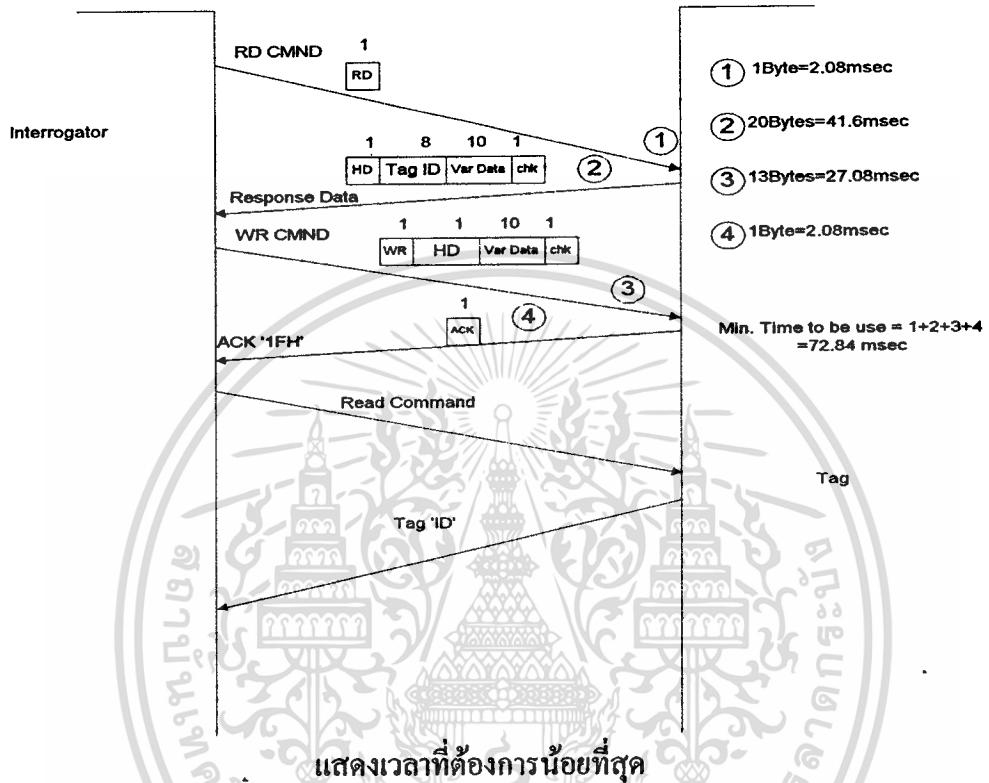 RD CMND
1
RD
① 1Byte=2.08msec
Interrogator
② 20Bytes=41.6msec
①
1 8 10 1
HD Tag ID Var Data chk
②
③ 13Bytes=27.08msec
Response Data
WR CMND
1 1 10 1
WR HD Var Data chk
④ 1Byte=2.08msec
③
1
ACK
④
Min. Time to be use = 1+2+3+4
=72.84 msec
ACK '1FH'
Read Command
Tag
Tag 'ID'
แสดงเวลาที่ต้องการน้อยที่สุด